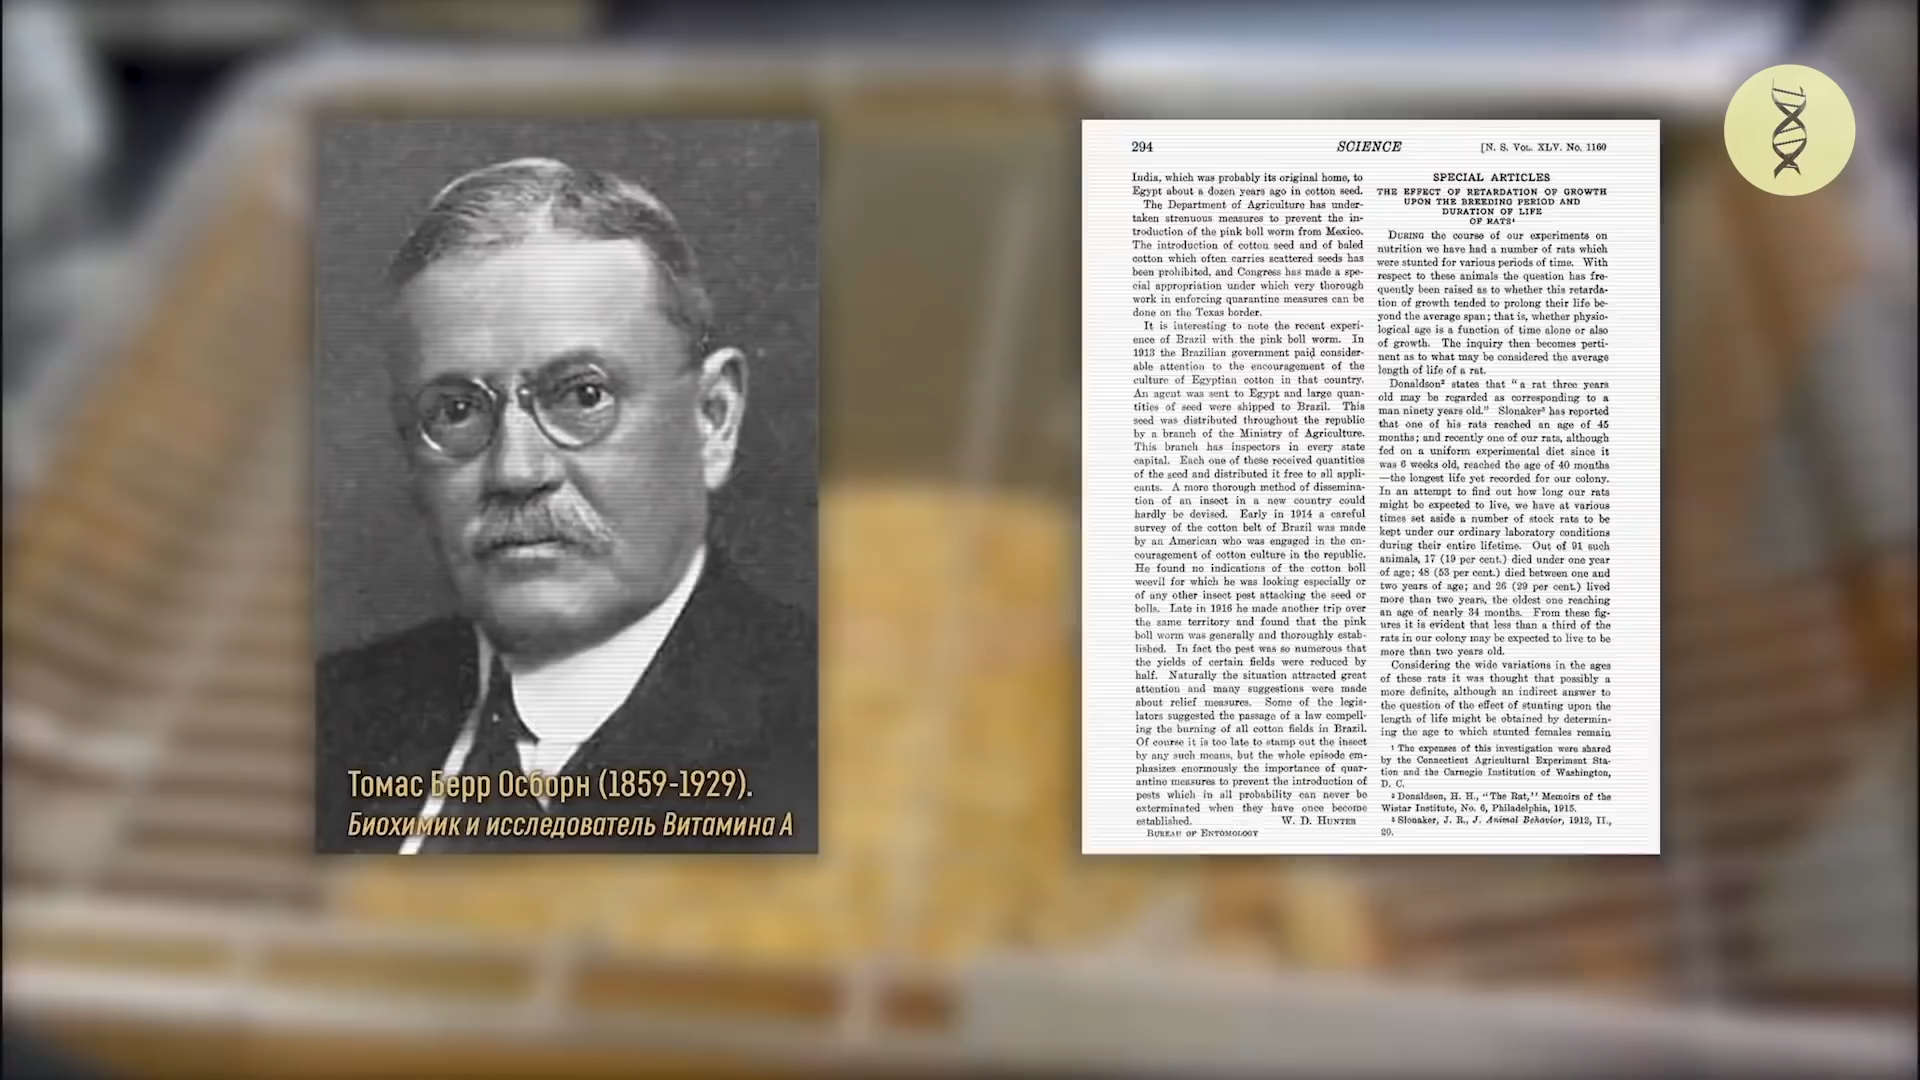 Томас Берр Осборн (1859-1929).
Биохимик и исследователь Витамина А
294
SCIENCE
[N. S. Vol. XLV. No. 1160
India, which was probably its original home, to
Egypt about a dozen years ago in cotton seed.
The Department of Agriculture has under-
taken strenuous measures to prevent the in-
troduction of the pink boll worm from Mexico.
The introduction of cotton seed and of baled
cotton which often carries scattered seeds has
been prohibited, and Congress has made a spe-
cial appropriation under which very thorough
work in enforcing quarantine measures can be
done on the Texas border.
It is interesting to note the recent experi-
ence of Brazil with the pink boll worm. In
1913 the Brazilian government paid consider-
able attention to the encouragement of the
culture of Egyptian cotton in that country.
An agent was sent to Egypt and large quan-
tities of seed were shipped to Brazil. This
seed was distributed throughout the republic
by a branch of the Ministry of Agriculture.
This branch has inspectors in every state
capital. Each one of these received quantities
of the seed and distributed it free to all appli-
cants. A more thorough method of dissemina-
tion of an insect in a new country could
hardly be devised. Early in 1914 a careful
survey of the cotton belt of Brazil was made
by an American who was engaged in the en-
couragement of cotton culture in the republic.
He found no indications of the cotton boll
weevil for which he was looking especially or
of any other insect pest attacking the seed or
bolls. Late in 1916 he made another trip over
the same territory and found that the pink
boll worm was generally and thoroughly estab-
lished. In fact the pest was so numerous that
the yields of certain fields were reduced by
half. Naturally the situation attracted great
attention and many suggestions were made
about relief measures. Some of the legis-
lators suggested the passage of a law compell-
ing the burning of all cotton fields in Brazil.
Of course it is too late to stamp out the insect
by any such means, but the whole episode em-
phasizes enormously the importance of quar-
antine measures to prevent the introduction of
pests which in all probability can never be
exterminated when they have once become
established. W. D. Hunter
Bureau of Entomology
SPECIAL ARTICLES
THE EFFECT OF RETARDATION OF GROWTH
UPON THE BREEDING PERIOD AND
DURATION OF LIFE
OF RATS¹
During the course of our experiments on
nutrition we have had a number of rats which
were stunted for various periods of time. With
respect to these animals the question has fre-
quently been raised as to whether this retarda-
tion of growth tended to prolong their life be-
yond the average span; that is, whether physio-
logical age is a function of time alone or also
of growth. The inquiry then becomes perti-
nent as to what may be considered the average
length of life of a rat.
Donaldson² states that "a rat three years
old may be regarded as corresponding to a
man ninety years old." Slonaker³ has reported
that one of his rats reached an age of 45
months; and recently one of our rats, although
fed on a uniform experimental diet since it
was 6 weeks old, reached the age of 40 months
—the longest life yet recorded for our colony.
In an attempt to find out how long our rats
might be expected to live, we have at various
times set aside a number of stock rats to be
kept under our ordinary laboratory conditions
during their entire lifetime. Out of 91 such
animals, 17 (19 per cent.) died under one year
of age; 48 (53 per cent.) died between one and
two years of age; and 26 (29 per cent.) lived
more than two years, the oldest one reaching
an age of nearly 34 months. From these fig-
ures it is evident that less than a third of the
rats in our colony may be expected to live to be
more than two years old.
Considering the wide variations in the ages
of these rats it was thought that possibly a
more definite, although an indirect answer to
the question of the effect of stunting upon the
length of life might be obtained by determin-
ing the age to which stunted females remain
¹ The expenses of this investigation were shared
by the Connecticut Agricultural Experiment Sta-
tion and the Carnegie Institution of Washington,
D. C.
² Donaldson, H. H., "The Rat," Memoirs of the
Wistar Institute, No. 6, Philadelphia, 1915.
³ Slonaker, J. R., J. Animal Behavior, 1912, II.,
20.